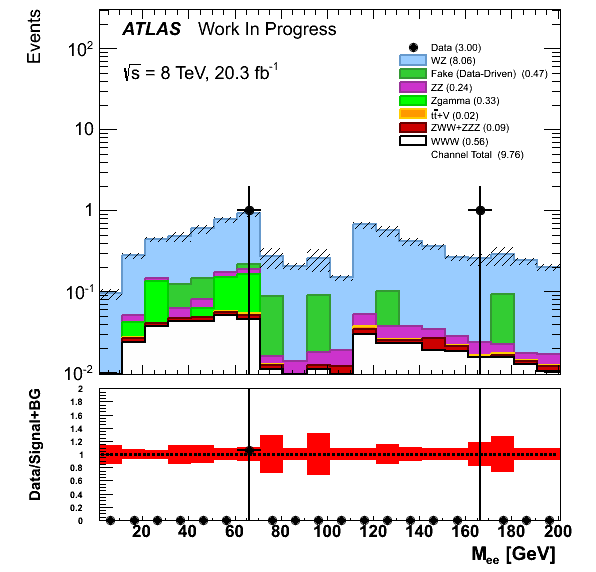 Events
ATLAS Work In Progress
√s = 8 TeV, 20.3 fb⁻¹
Data (3.00)
WZ (8.06)
Fake (Data-Driven) (0.47)
ZZ (0.24)
Zgamma (0.33)
tt̄+V (0.02)
ZWW+ZZZ (0.09)
WWW (0.56)
Channel Total (9.76)
10²
10
1
10⁻¹
10⁻²
Data/Signal+BG
2
1.8
1.6
1.4
1.2
1
0.8
0.6
0.4
0.2
0
20 40 60 80 100 120 140 160 180 200
M_ee [GeV]